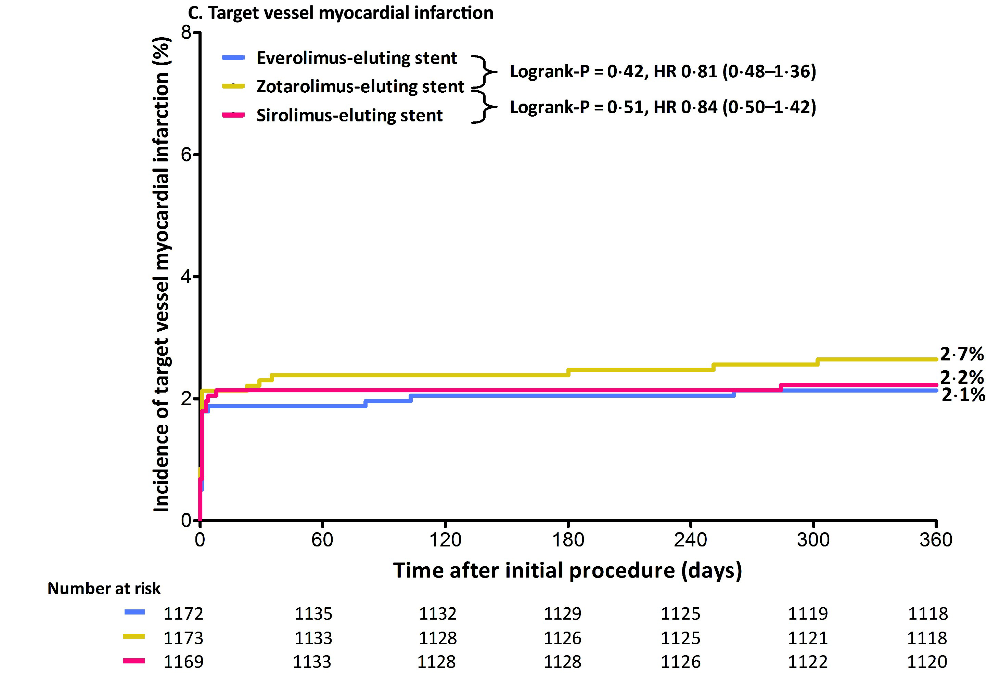 C. Target vessel myocardial infarction
Incidence of target vessel myocardial infarction (%)
8
6
4
2
0
Everolimus-eluting stent
Zotarolimus-eluting stent
Sirolimus-eluting stent
Logrank-P = 0·42, HR 0·81 (0·48–1·36)
Logrank-P = 0·51, HR 0·84 (0·50–1·42)
2·7%
2·2%
2·1%
0 60 120 180 240 300 360
Time after initial procedure (days)
Number at risk
1172 1135 1132 1129 1125 1119 1118
1173 1133 1128 1126 1125 1121 1118
1169 1133 1128 1128 1126 1122 1120